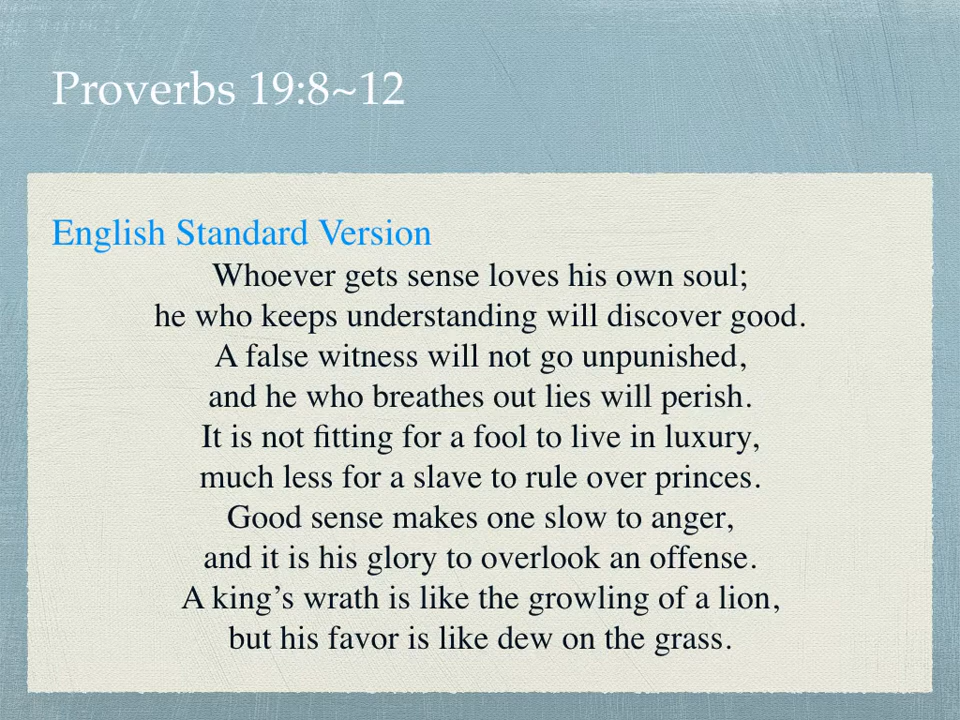 Proverbs 19:8~12
English Standard Version
Whoever gets sense loves his own soul;
he who keeps understanding will discover good.
A false witness will not go unpunished,
and he who breathes out lies will perish.
It is not fitting for a fool to live in luxury,
much less for a slave to rule over princes.
Good sense makes one slow to anger,
and it is his glory to overlook an offense.
A king’s wrath is like the growling of a lion,
but his favor is like dew on the grass.